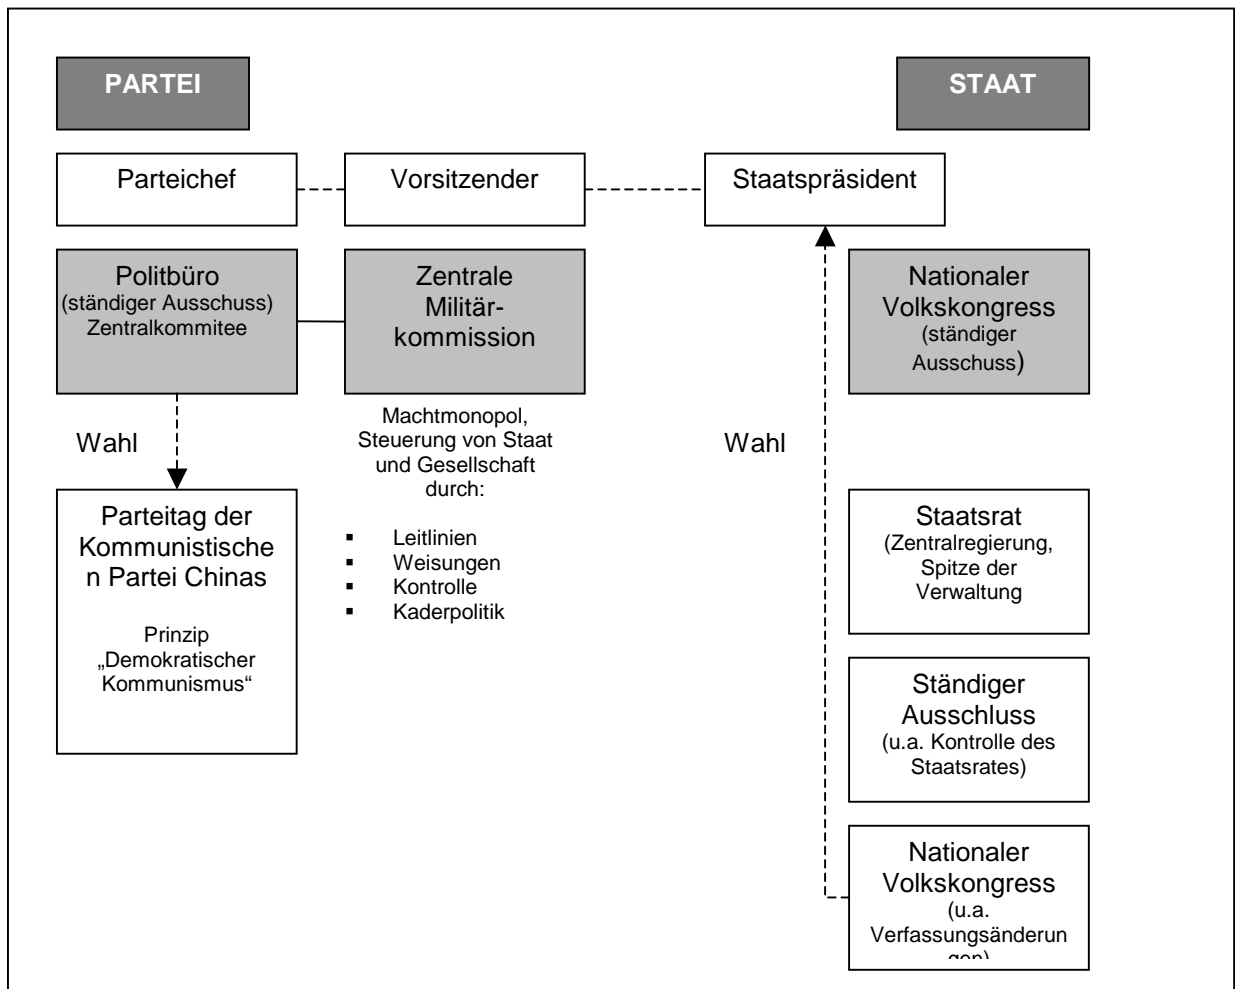 PARTEI
STAAT
Parteichef
Vorsitzender
Staatspräsident
Politbüro
(ständiger Ausschuss)
Zentralkommitee
Zentrale
Militär-
kommission
Nationaler
Volkskongress
(ständiger
Ausschuss)
Wahl
Machtmonopol,
Steuerung von Staat
und Gesellschaft
durch:
▪ Leitlinien
▪ Weisungen
▪ Kontrolle
▪ Kaderpolitik
Wahl
Parteitag der
Kommunistische
n Partei Chinas
Prinzip
„Demokratischer
Kommunismus“
Staatsrat
(Zentralregierung,
Spitze der
Verwaltung
Ständiger
Ausschluss
(u.a. Kontrolle des
Staatsrates)
Nationaler
Volkskongress
(u.a.
Verfassungsänderun
gen)